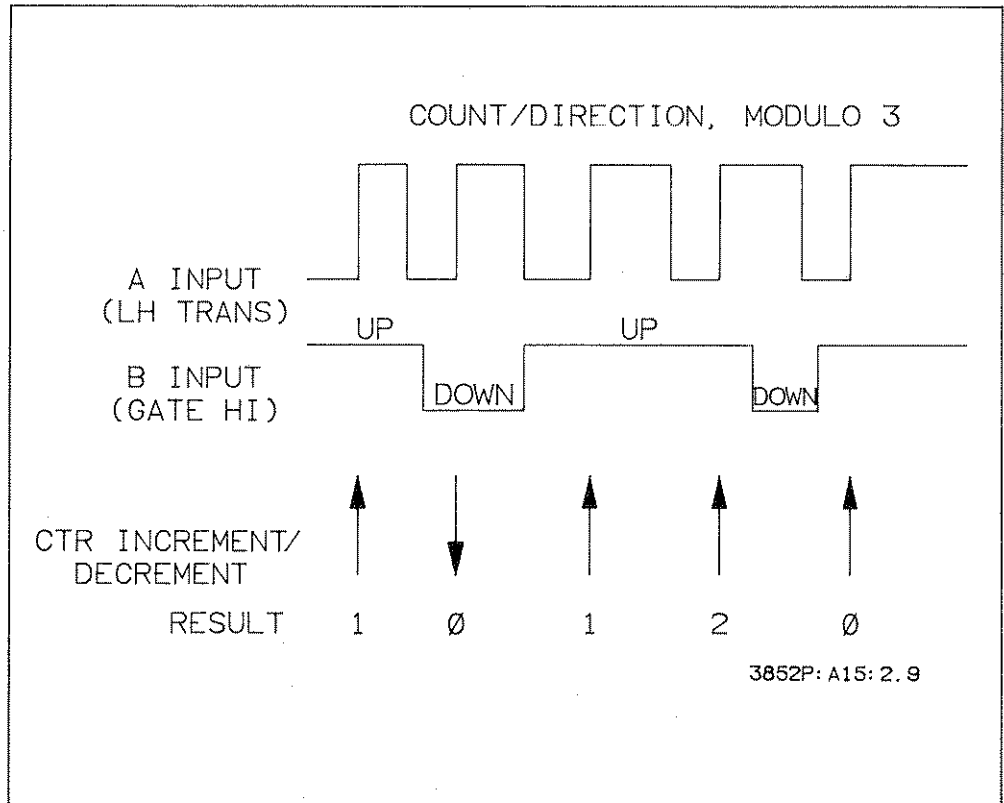 COUNT/DIRECTION, MODULO 3
A INPUT
(LH TRANS)
UP UP
B INPUT
(GATE HI)
DOWN DOWN
CTR INCREMENT/
DECREMENT
RESULT 1 Ø 1 2 Ø
3852P:A15:2.9